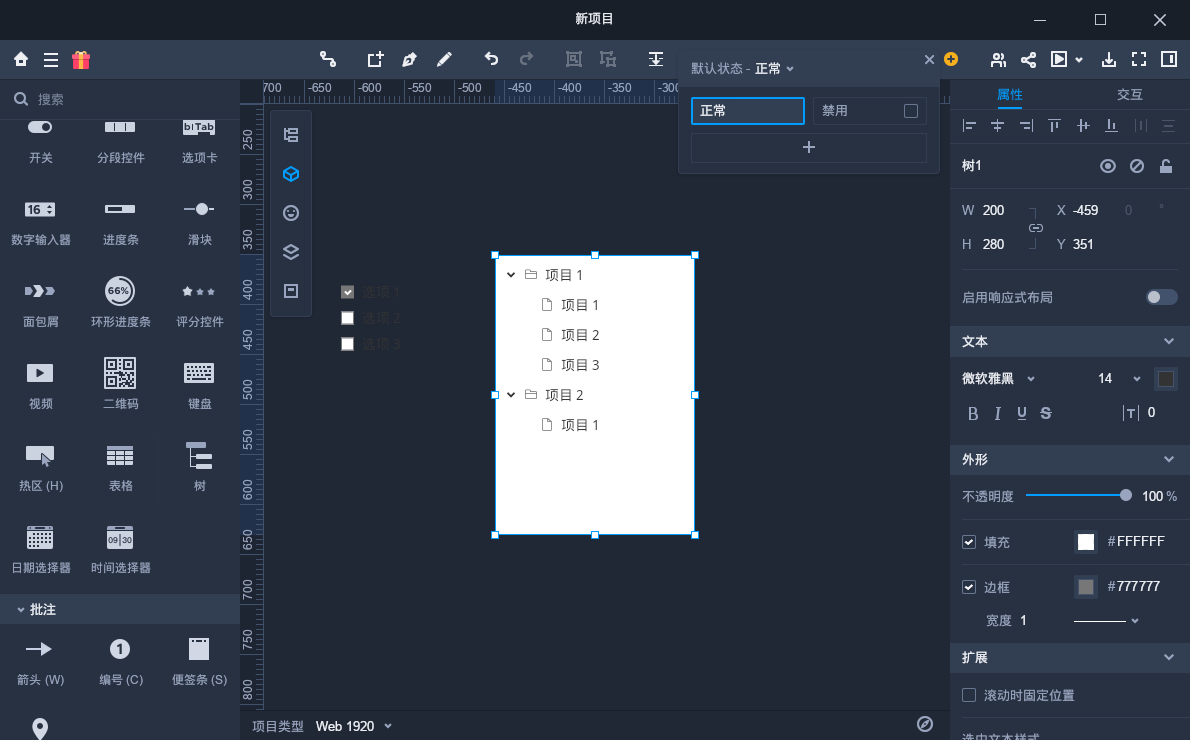 新项目
默认状态 - 正常
正常
禁用
搜索
开关
分段控件
选项卡
数字输入器
进度条
滑块
面包屑
环形进度条
评分控件
视频
二维码
键盘
热区 (H)
表格
树
日期选择器
时间选择器
批注
箭头 (W)
编号 (C)
便签条 (S)
b|Tab
16
66%
09 30
1
700
-650
-600
-550
-500
-450
-400
-350
-300
250
300
350
400
450
500
550
600
650
700
750
800
选项 1
选项 2
选项 3
项目 1
项目 1
项目 2
项目 3
项目 2
项目 1
项目类型 Web 1920
属性
交互
树1
W 200
X -459
0 °
H 280
Y 351
启用响应式布局
文本
微软雅黑
14
B I U S
T 0
外形
不透明度
100 %
填充
#FFFFFF
边框
#777777
宽度 1
扩展
滚动时固定位置
选中文本样式